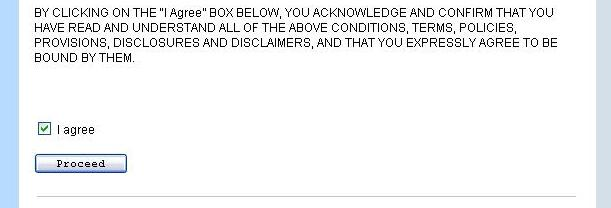 BY CLICKING ON THE "I Agree" BOX BELOW, YOU ACKNOWLEDGE AND CONFIRM THAT YOU
HAVE READ AND UNDERSTAND ALL OF THE ABOVE CONDITIONS, TERMS, POLICIES,
PROVISIONS, DISCLOSURES AND DISCLAIMERS, AND THAT YOU EXPRESSLY AGREE TO BE
BOUND BY THEM.
I agree
Proceed